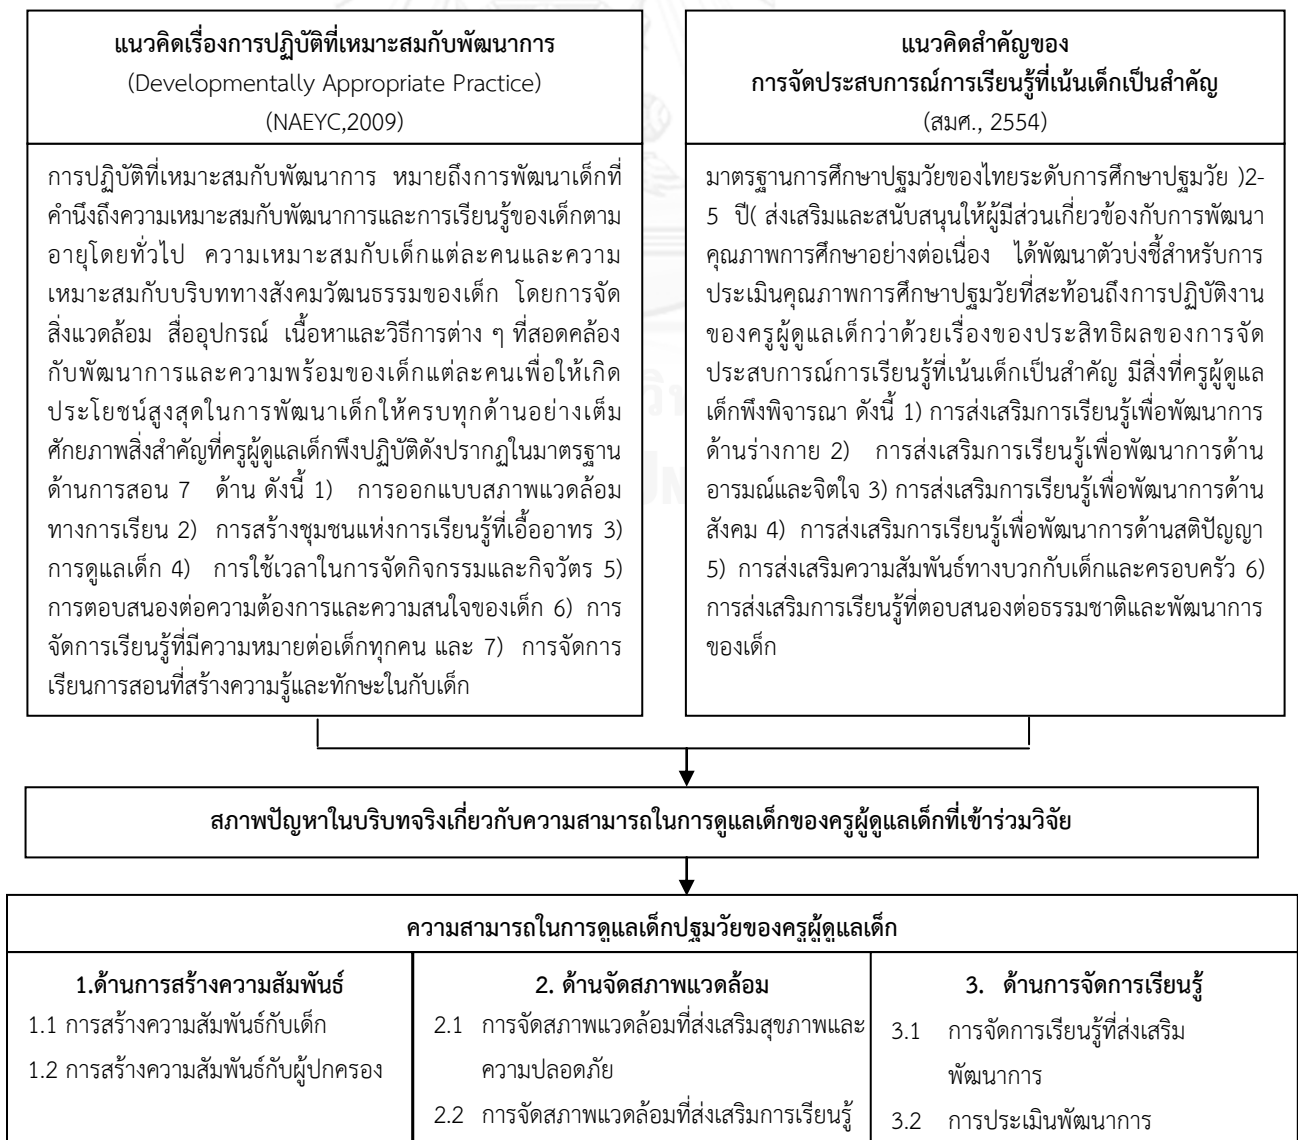 แนวคิดเรื่องการปฏิบัติที่เหมาะสมกับพัฒนาการ
(Developmentally Appropriate Practice)
(NAEYC,2009)
การปฏิบัติที่เหมาะสมกับพัฒนาการ หมายถึงการพัฒนาเด็กที่
คำนึงถึงความเหมาะสมกับพัฒนาการและการเรียนรู้ของเด็กตาม
อายุโดยทั่วไป ความเหมาะสมกับเด็กแต่ละคนและความ
เหมาะสมกับบริบททางสังคมวัฒนธรรมของเด็ก โดยการจัด
สิ่งแวดล้อม สื่ออุปกรณ์ เนื้อหาและวิธีการต่าง ๆ ที่สอดคล้อง
กับพัฒนาการและความพร้อมของเด็กแต่ละคนเพื่อให้เกิด
ประโยชน์สูงสุดในการพัฒนาเด็กให้ครบทุกด้านอย่างเต็ม
ศักยภาพสิ่งสำคัญที่ครูผู้ดูแลเด็กพึงปฏิบัติดังปรากฏในมาตรฐาน
ด้านการสอน 7 ด้าน ดังนี้ 1) การออกแบบสภาพแวดล้อม
ทางการเรียน 2) การสร้างชุมชนแห่งการเรียนรู้ที่เอื้ออาทร 3)
การดูแลเด็ก 4) การใช้เวลาในการจัดกิจกรรมและกิจวัตร 5)
การตอบสนองต่อความต้องการและความสนใจของเด็ก 6) การ
จัดการเรียนรู้ที่มีความหมายต่อเด็กทุกคน และ 7) การจัดการ
เรียนการสอนที่สร้างความรู้และทักษะในกับเด็ก
แนวคิดสำคัญของ
การจัดประสบการณ์การเรียนรู้ที่เน้นเด็กเป็นสำคัญ
(สมศ., 2554)
มาตรฐานการศึกษาปฐมวัยของไทยระดับการศึกษาปฐมวัย )2-
5 ปี( ส่งเสริมและสนับสนุนให้ผู้มีส่วนเกี่ยวข้องกับการพัฒนา
คุณภาพการศึกษาอย่างต่อเนื่อง ได้พัฒนาตัวบ่งชี้สำหรับการ
ประเมินคุณภาพการศึกษาปฐมวัยที่สะท้อนถึงการปฏิบัติงาน
ของครูผู้ดูแลเด็กว่าด้วยเรื่องของประสิทธิผลของการจัด
ประสบการณ์การเรียนรู้ที่เน้นเด็กเป็นสำคัญ มีสิ่งที่ครูผู้ดูแล
เด็กพึงพิจารณา ดังนี้ 1) การส่งเสริมการเรียนรู้เพื่อพัฒนาการ
ด้านร่างกาย 2) การส่งเสริมการเรียนรู้เพื่อพัฒนาการด้าน
อารมณ์และจิตใจ 3) การส่งเสริมการเรียนรู้เพื่อพัฒนาการด้าน
สังคม 4) การส่งเสริมการเรียนรู้เพื่อพัฒนาการด้านสติปัญญา
5) การส่งเสริมความสัมพันธ์ทางบวกกับเด็กและครอบครัว 6)
การส่งเสริมการเรียนรู้ที่ตอบสนองต่อธรรมชาติและพัฒนาการ
ของเด็ก
สภาพปัญหาในบริบทจริงเกี่ยวกับความสามารถในการดูแลเด็กของครูผู้ดูแลเด็กที่เข้าร่วมวิจัย
ความสามารถในการดูแลเด็กปฐมวัยของครูผู้ดูแลเด็ก
1.ด้านการสร้างความสัมพันธ์
1.1 การสร้างความสัมพันธ์กับเด็ก
1.2 การสร้างความสัมพันธ์กับผู้ปกครอง
2. ด้านจัดสภาพแวดล้อม
2.1 การจัดสภาพแวดล้อมที่ส่งเสริมสุขภาพและ
ความปลอดภัย
2.2 การจัดสภาพแวดล้อมที่ส่งเสริมการเรียนรู้
3. ด้านการจัดการเรียนรู้
3.1 การจัดการเรียนรู้ที่ส่งเสริม
พัฒนาการ
3.2 การประเมินพัฒนาการ